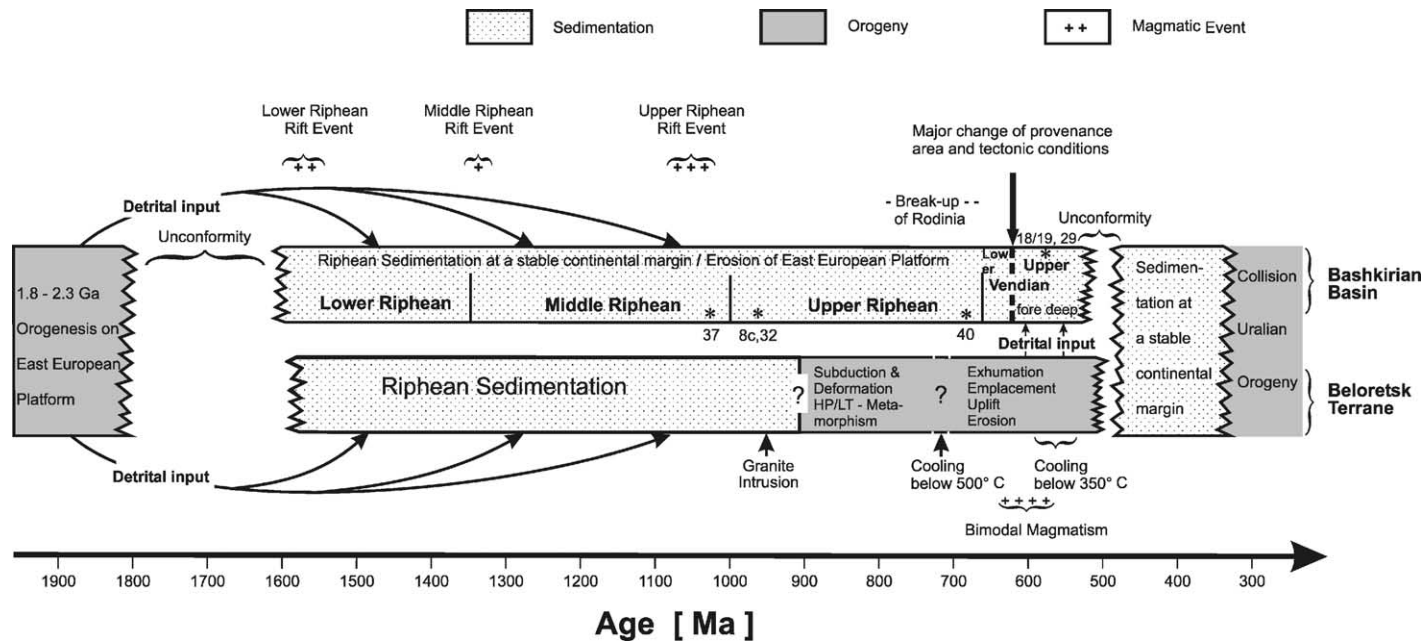 Sedimentation
Orogeny
++
Magmatic Event
Lower Riphean
Rift Event
++
Middle Riphean
Rift Event
+
Upper Riphean
Rift Event
+++
Major change of provenance
area and tectonic conditions
- Break-up - -
of Rodinia
Detrital input
Unconformity
Unconformity
18/19, 29
*
1.8 - 2.3 Ga
Orogenesis on
East European
Platform
Riphean Sedimentation at a stable continental margin / Erosion of East European Platform
Lower Riphean
Middle Riphean
*
37
*
8c,32
Upper Riphean
*
40
Low
er
Upper
Vendian
fore deep
Detrital input
Sedimen-
tation at
a stable
continental
margin
Collision
Uralian
Orogeny
Bashkirian
Basin
Beloretsk
Terrane
Riphean Sedimentation
?
Subduction &
Deformation
HP/LT - Meta-
morphism
?
Exhumation
Emplacement
Uplift
Erosion
Detrital input
Granite
Intrusion
Cooling
below 500° C
Cooling
below 350° C
++++
Bimodal Magmatism
1900 1800 1700 1600 1500 1400 1300 1200 1100 1000 900 800 700 600 500 400 300
Age [ Ma ]